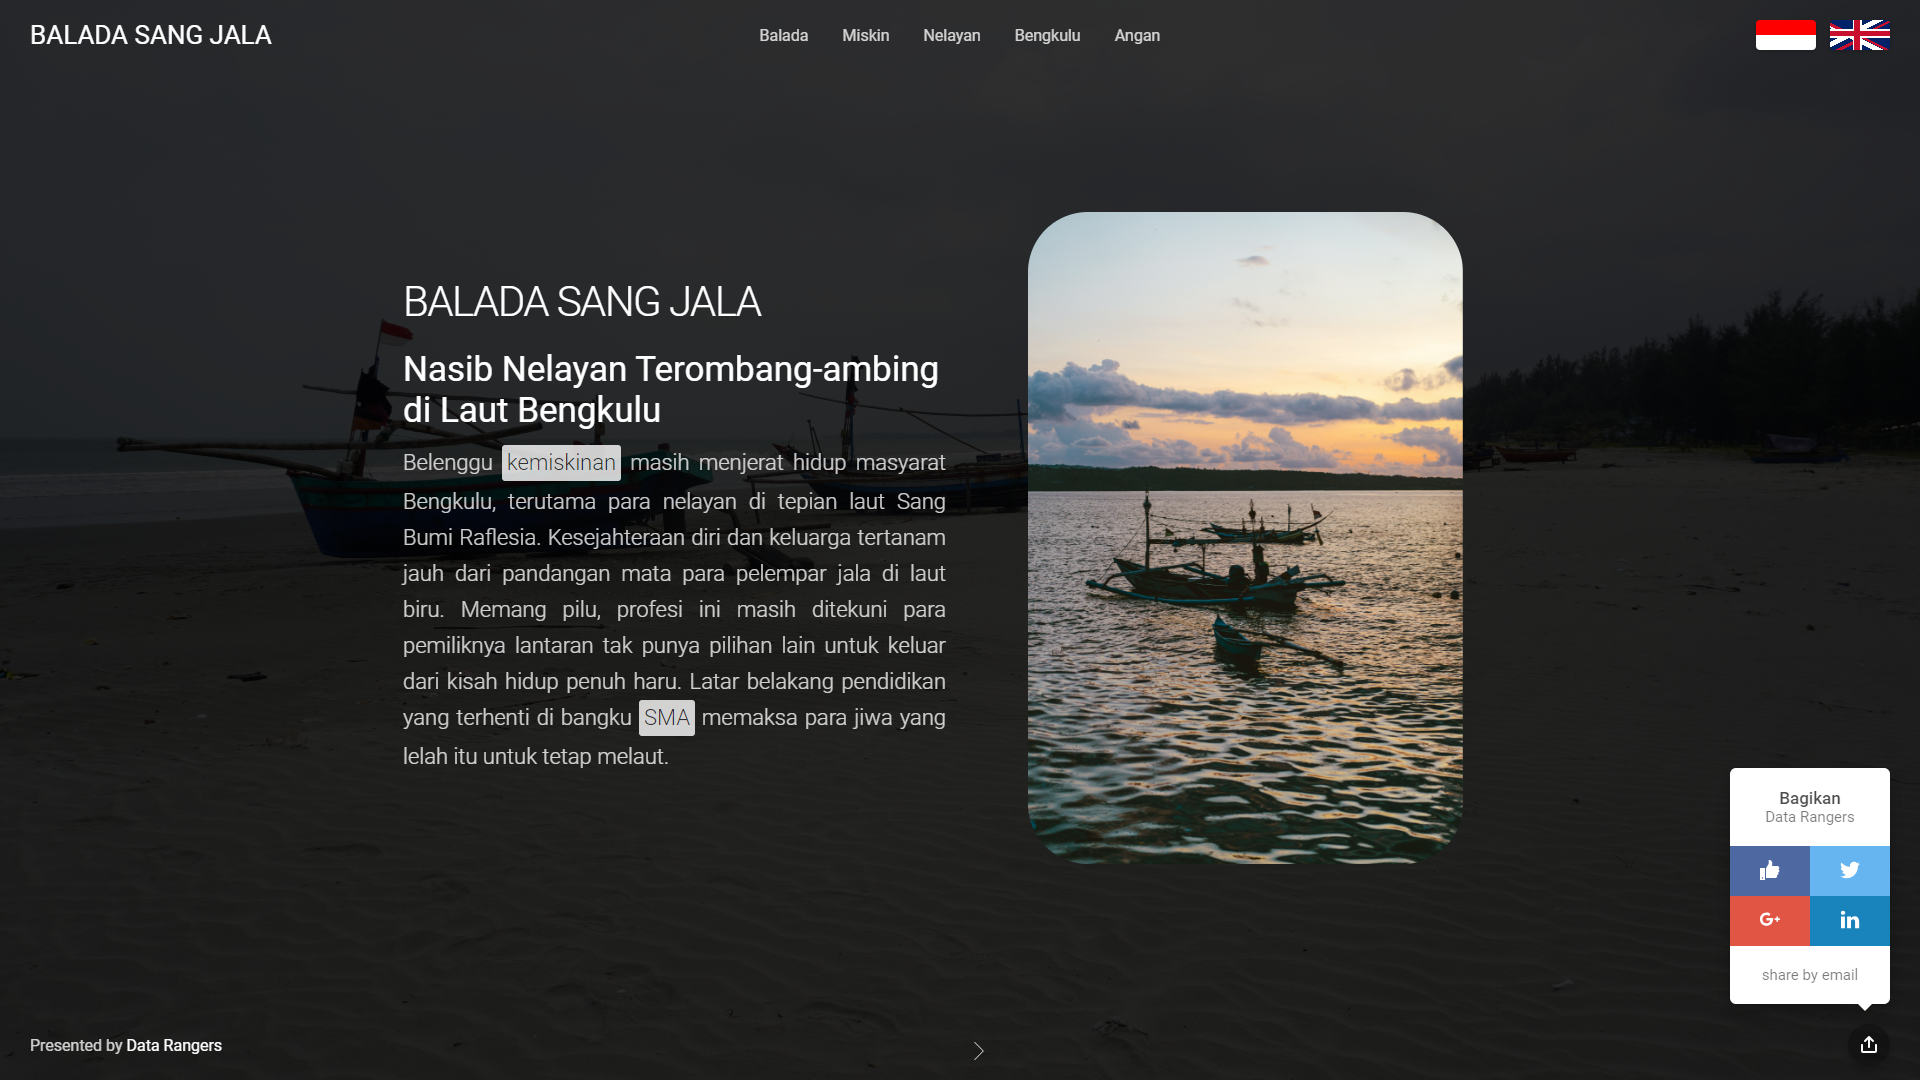 BALADA SANG JALA
Balada
Miskin
Nelayan
Bengkulu
Angan
BALADA SANG JALA
Nasib Nelayan Terombang-ambing
di Laut Bengkulu
Belenggu kemiskinan masih menjerat hidup masyarat
Bengkulu, terutama para nelayan di tepian laut Sang
Bumi Raflesia. Kesejahteraan diri dan keluarga tertanam
jauh dari pandangan mata para pelempar jala di laut
biru. Memang pilu, profesi ini masih ditekuni para
pemiliknya lantaran tak punya pilihan lain untuk keluar
dari kisah hidup penuh haru. Latar belakang pendidikan
yang terhenti di bangku SMA memaksa para jiwa yang
lelah itu untuk tetap melaut.
Bagikan
Data Rangers
G+
in
share by email
Presented by Data Rangers